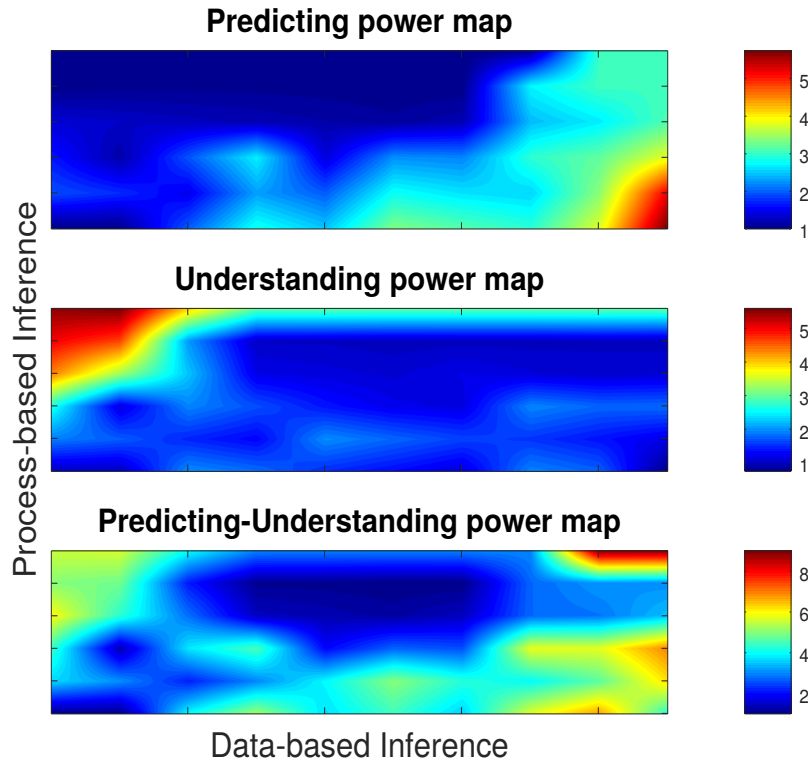 Predicting power map
5
4
3
2
1
Understanding power map
5
4
3
2
1
Predicting-Understanding power map
8
6
4
2
Process-based Inference
Data-based Inference